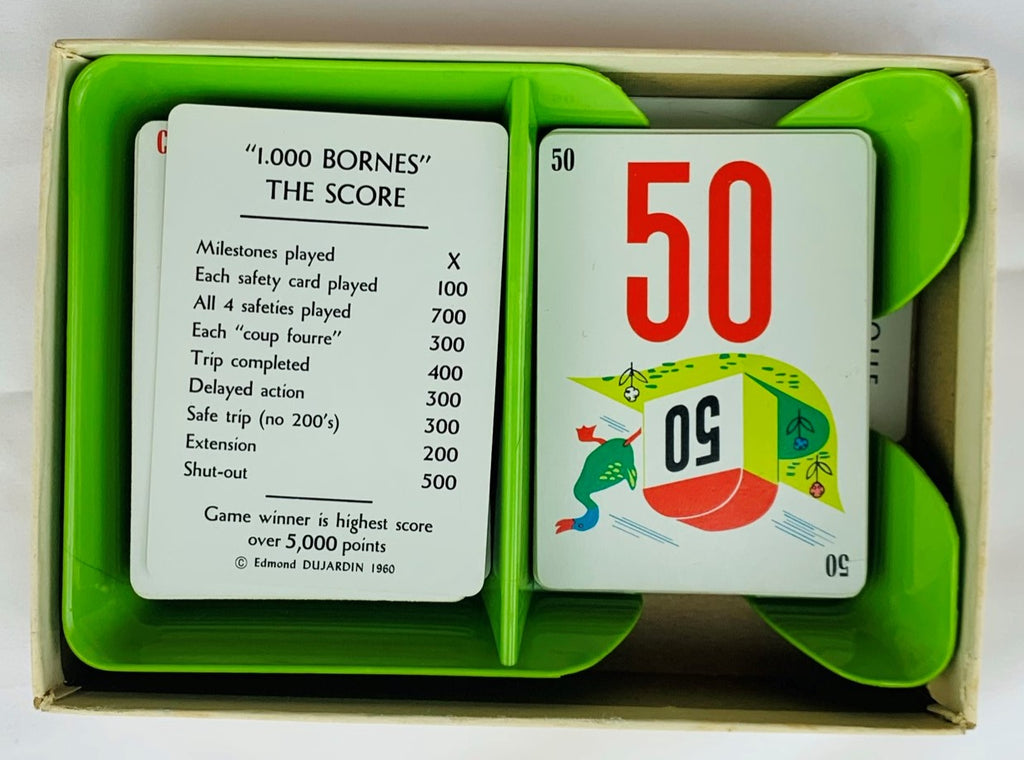 "1.000 BORNES"
THE SCORE
Milestones played X
Each safety card played 100
All 4 safeties played 700
Each "coup fourre" 300
Trip completed 400
Delayed action 300
Safe trip (no 200's) 300
Extension 200
Shut-out 500
Game winner is highest score
over 5,000 points
© Edmond DUJARDIN 1960
C
50
50
50
50